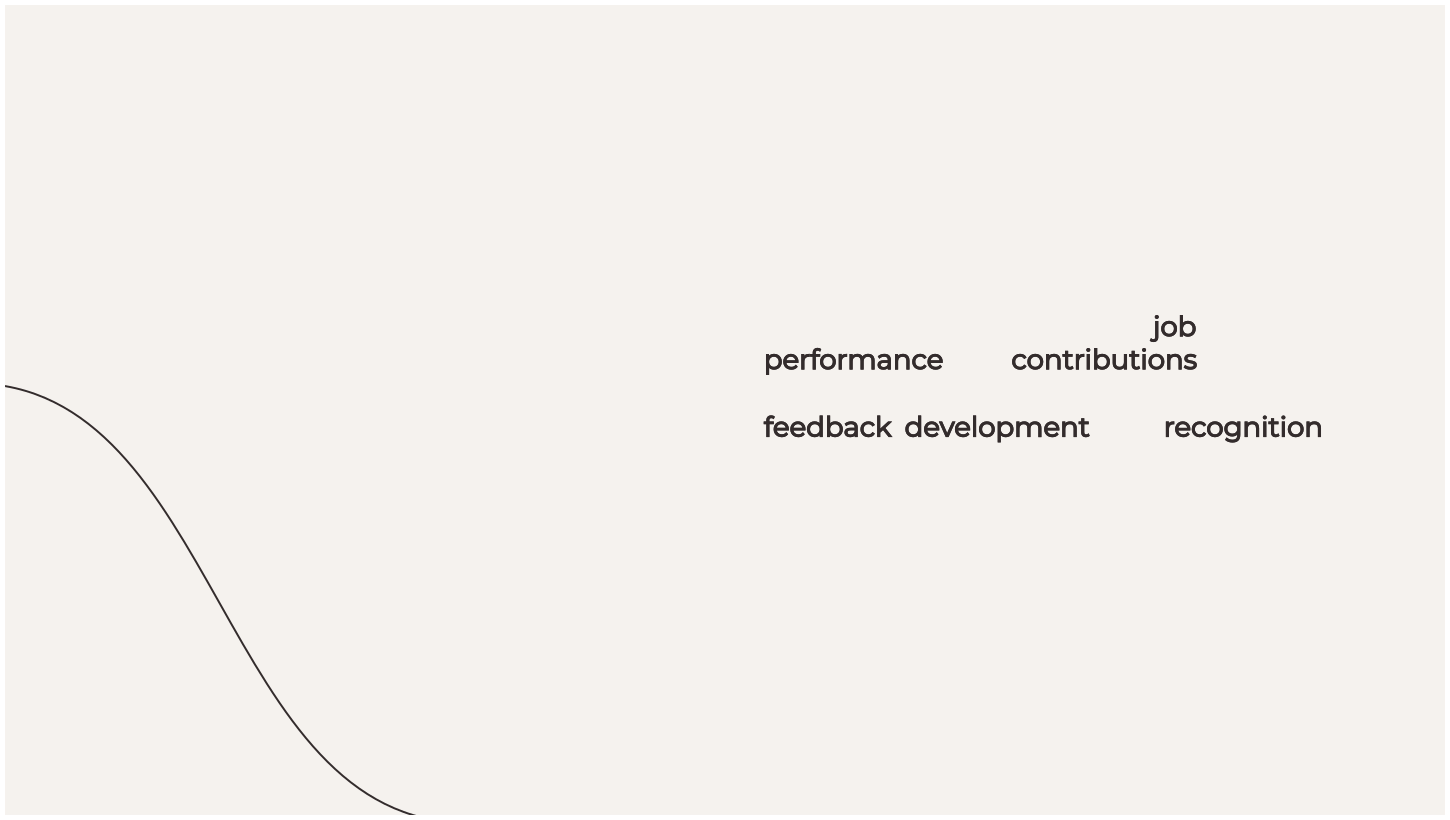 job
performance contributions
feedback development recognition